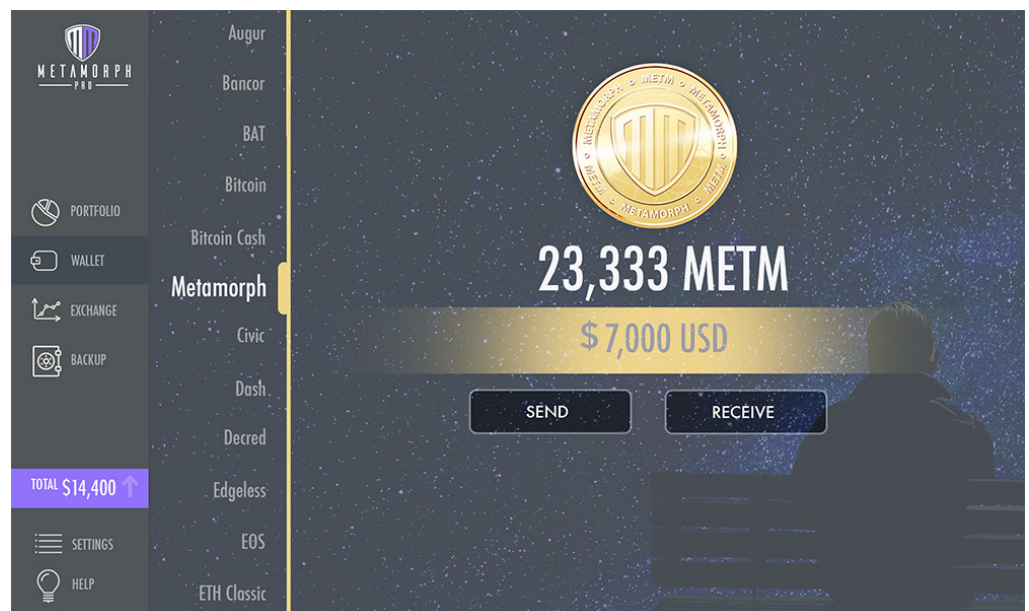 METAMORPH
PRO
PORTFOLIO
WALLET
EXCHANGE
BACKUP
TOTAL $14,400
SETTINGS
HELP
Augur
Bancor
BAT
Bitcoin
Bitcoin Cash
Metamorph
Civic
Dash
Decred
Edgeless
EOS
ETH Classic
METM METAMORPH METM METAMORPH METM METAMORPH
23,333 METM
$7,000 USD
SEND
RECEIVE